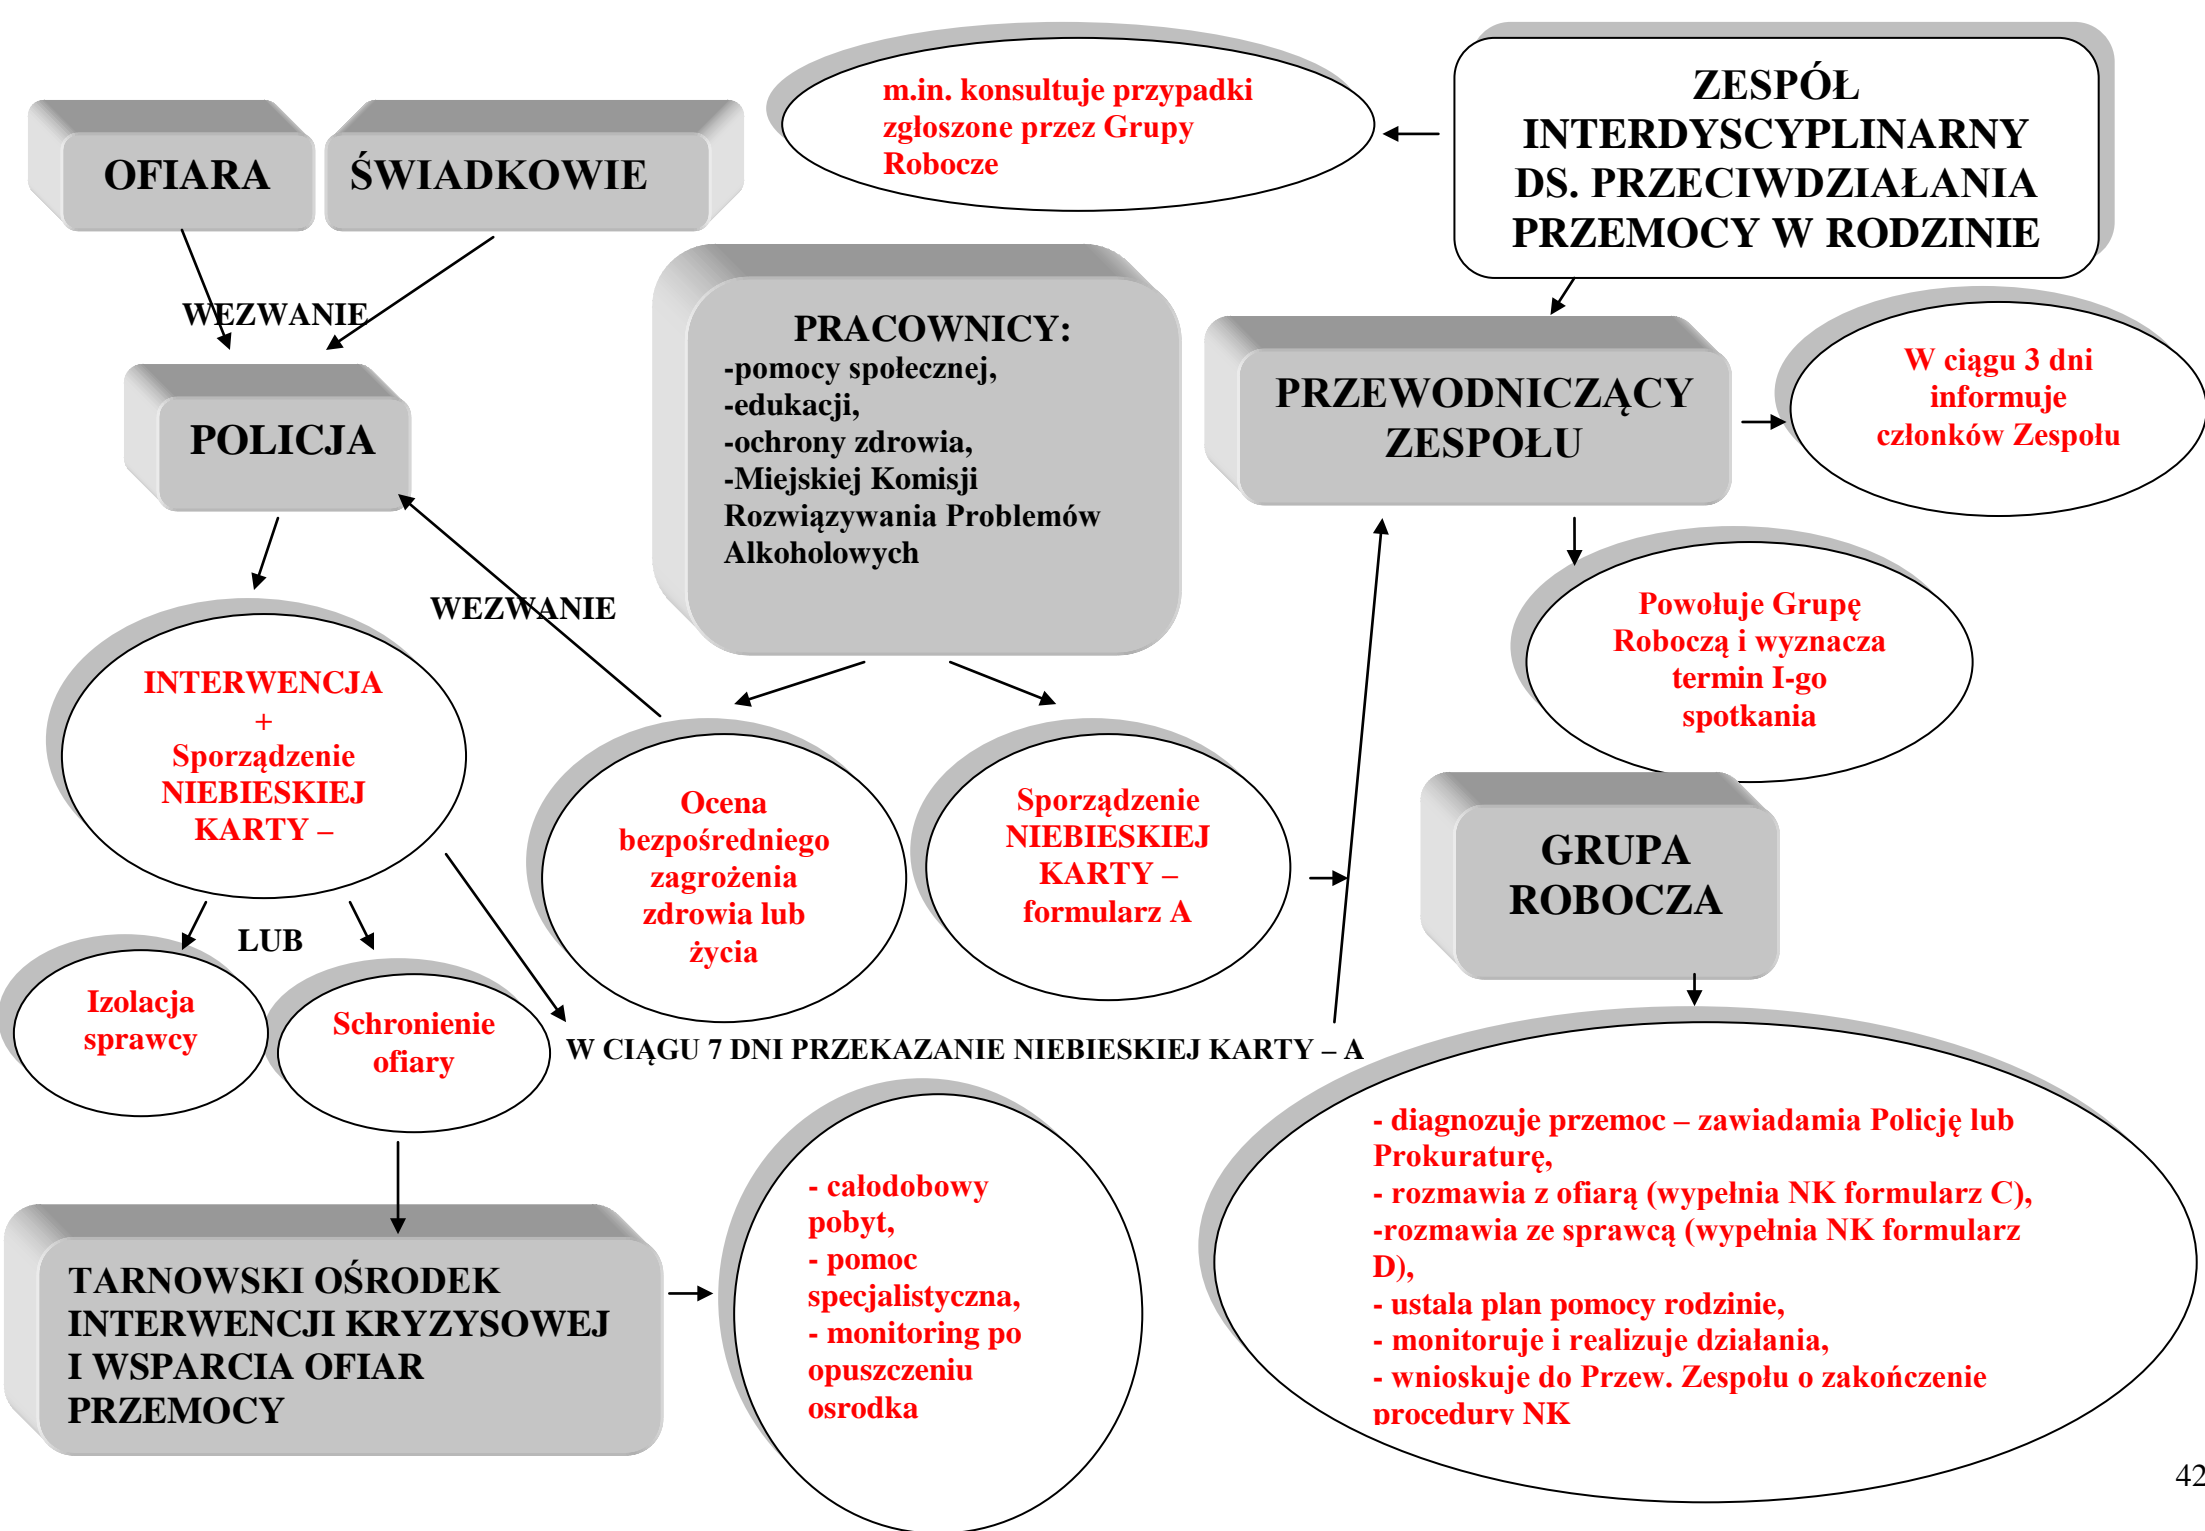 OFIARA
ŚWIADKOWIE
m.in. konsultuje przypadki
zgłoszone przez Grupy
Robocze
ZESPÓŁ
INTERDYSCYPLINARNY
DS. PRZECIWDZIAŁANIA
PRZEMOCY W RODZINIE
WEZWANIE
POLICJA
PRACOWNICY:
-pomocy społecznej,
-edukacji,
-ochrony zdrowia,
-Miejskiej Komisji
Rozwiązywania Problemów
Alkoholowych
PRZEWODNICZĄCY
ZESPOŁU
W ciągu 3 dni
informuje
członków Zespołu
WEZWANIE
Powołuje Grupę
Roboczą i wyznacza
termin I-go
spotkania
INTERWENCJA
+
Sporządzenie
NIEBIESKIEJ
KARTY –
Ocena
bezpośredniego
zagrożenia
zdrowia lub
życia
Sporządzenie
NIEBIESKIEJ
KARTY –
formularz A
GRUPA
ROBOCZA
LUB
Izolacja
sprawcy
Schronienie
ofiary
W CIĄGU 7 DNI PRZEKAZANIE NIEBIESKIEJ KARTY – A
TARNOWSKI OŚRODEK
INTERWENCJI KRYZYSOWEJ
I WSPARCIA OFIAR
PRZEMOCY
- całodobowy
pobyt,
- pomoc
specjalistyczna,
- monitoring po
opuszczeniu
osrodka
- diagnozuje przemoc – zawiadamia Policję lub
Prokuraturę,
- rozmawia z ofiarą (wypełnia NK formularz C),
-rozmawia ze sprawcą (wypełnia NK formularz
D),
- ustala plan pomocy rodzinie,
- monitoruje i realizuje działania,
- wnioskuje do Przew. Zespołu o zakończenie
procedury NK
42